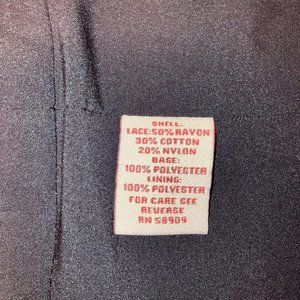 SHELL:
LACE:50% RAYON
30% COTTON
20% NYLON
BASE:
100% POLYESTER
LINING:
100% POLYESTER
FOR CARE SEE
REVERSE
RN 58909